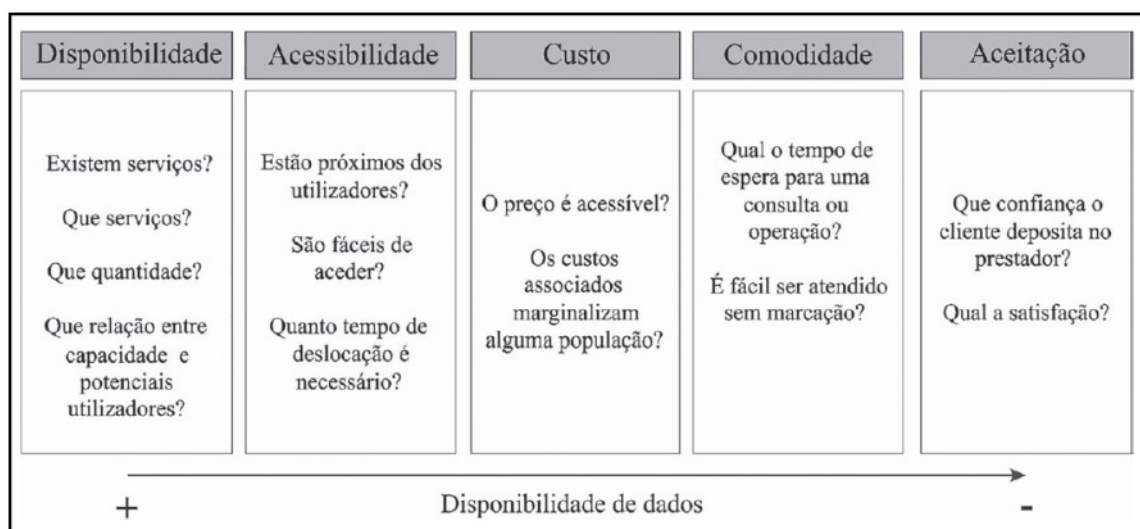 Disponibilidade
Existem serviços?
Que serviços?
Que quantidade?
Que relação entre
capacidade e
potenciais
utilizadores?
Acessibilidade
Estão próximos dos
utilizadores?
São fáceis de
aceder?
Quanto tempo de
deslocação é
necessário?
Custo
O preço é acessível?
Os custos
associados
marginalizam
alguma população?
Comodidade
Qual o tempo de
espera para uma
consulta ou
operação?
É fácil ser atendido
sem marcação?
Aceitação
Que confiança o
cliente deposita no
prestador?
Qual a satisfação?
+ Disponibilidade de dados -